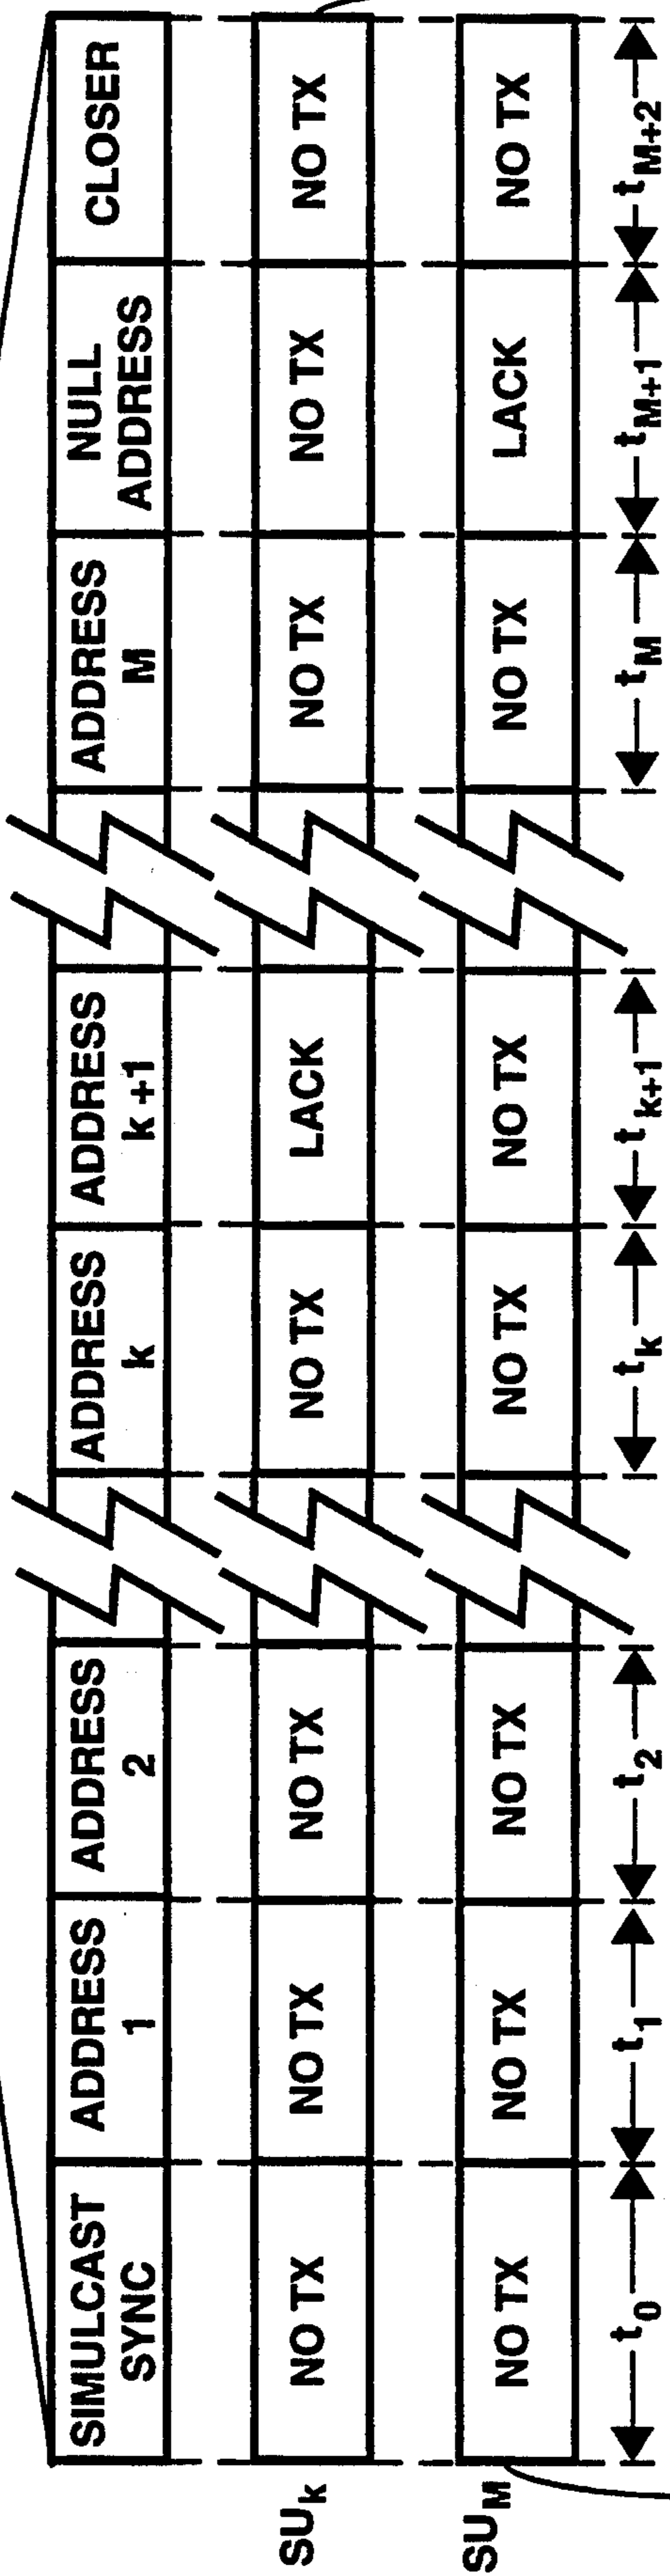 SIMULCAST
SYNC
ADDRESS
1
ADDRESS
2
ADDRESS
k
ADDRESS
k +1
ADDRESS
M
NULL
ADDRESS
CLOSER
SUk
NO TX
NO TX
NO TX
NO TX
LACK
NO TX
NO TX
NO TX
SUM
NO TX
NO TX
NO TX
NO TX
NO TX
NO TX
LACK
NO TX
t0
t1
t2
tk
tk+1
tM
tM+1
tM+2